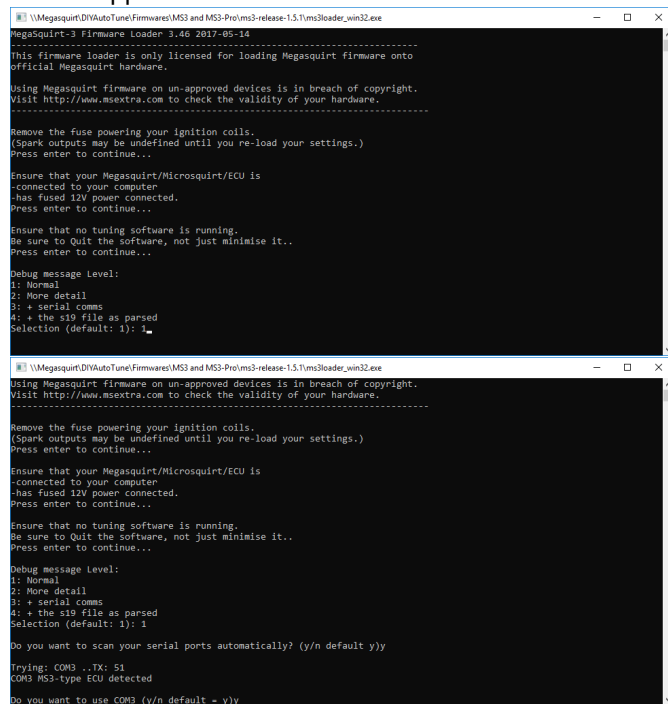 \\Megasquirt\DIYAutoTune\Firmwares\MS3 and MS3-Pro\ms3-release-1.5.1\ms3loader_win32.exe
MegaSquirt-3 Firmware Loader 3.46 2017-05-14
-------------------------------------------------------------------------------
This firmware loader is only licensed for loading Megasquirt firmware onto
official Megasquirt hardware.
Using Megasquirt firmware on un-approved devices is in breach of copyright.
Visit http://www.msextra.com to check the validity of your hardware.
-------------------------------------------------------------------------------
Remove the fuse powering your ignition coils.
(Spark outputs may be undefined until you re-load your settings.)
Press enter to continue...
Ensure that your Megasquirt/Microsquirt/ECU is
-connected to your computer
-has fused 12V power connected.
Press enter to continue...
Ensure that no tuning software is running.
Be sure to Quit the software, not just minimise it..
Press enter to continue...
Debug message Level:
1: Normal
2: More detail
3: + serial comms
4: + the s19 file as parsed
Selection (default: 1): 1_
\\Megasquirt\DIYAutoTune\Firmwares\MS3 and MS3-Pro\ms3-release-1.5.1\ms3loader_win32.exe
Using Megasquirt firmware on un-approved devices is in breach of copyright.
Visit http://www.msextra.com to check the validity of your hardware.
-------------------------------------------------------------------------------
Remove the fuse powering your ignition coils.
(Spark outputs may be undefined until you re-load your settings.)
Press enter to continue...
Ensure that your Megasquirt/Microsquirt/ECU is
-connected to your computer
-has fused 12V power connected.
Press enter to continue...
Ensure that no tuning software is running.
Be sure to Quit the software, not just minimise it..
Press enter to continue...
Debug message Level:
1: Normal
2: More detail
3: + serial comms
4: + the s19 file as parsed
Selection (default: 1): 1
Do you want to scan your serial ports automatically? (y/n default y)y
Trying: COM3 ..TX: 51
COM3 MS3-type ECU detected
Do you want to use COM3 (y/n default = y)y